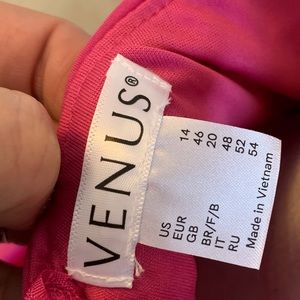 VENUS®
US 14
EUR 46
GB 20
BR/F/B 48
IT 52
RU 54
Made in Vietnam